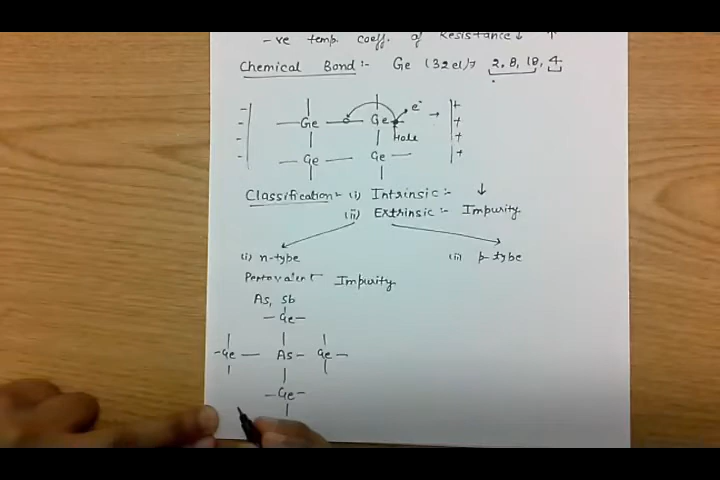 -ve temp. coeff. of Resistance ↓ ↑
Chemical Bond :- Ge (32 el) → 2, 8, 18, 4
Ge Ge e⁻ → +
Hole
Ge Ge
Classification :- (i) Intrinsic :- ↓
(ii) Extrinsic :- Impurity
(i) n-type (ii) p-type
Pentavalent Impurity
As, Sb
Ge
Ge As Ge
Ge